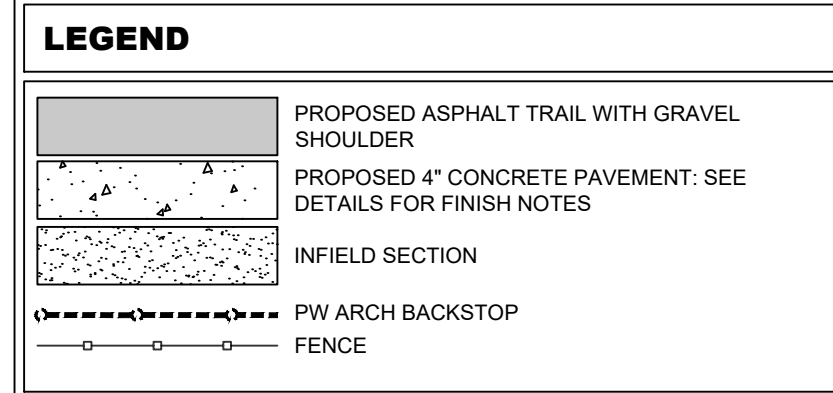 LEGEND
PROPOSED ASPHALT TRAIL WITH GRAVEL
SHOULDER
PROPOSED 4" CONCRETE PAVEMENT: SEE
DETAILS FOR FINISH NOTES
INFIELD SECTION
PW ARCH BACKSTOP
FENCE